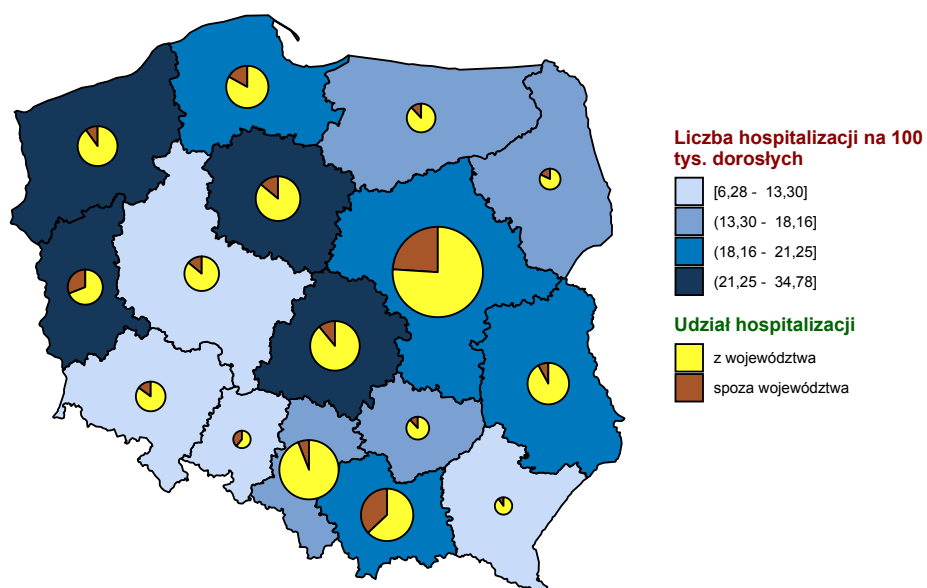 Liczba hospitalizacji na 100
tys. dorosłych
[6,28 - 13,30]
(13,30 - 18,16]
(18,16 - 21,25]
(21,25 - 34,78]
Udział hospitalizacji
z województwa
spoza województwa